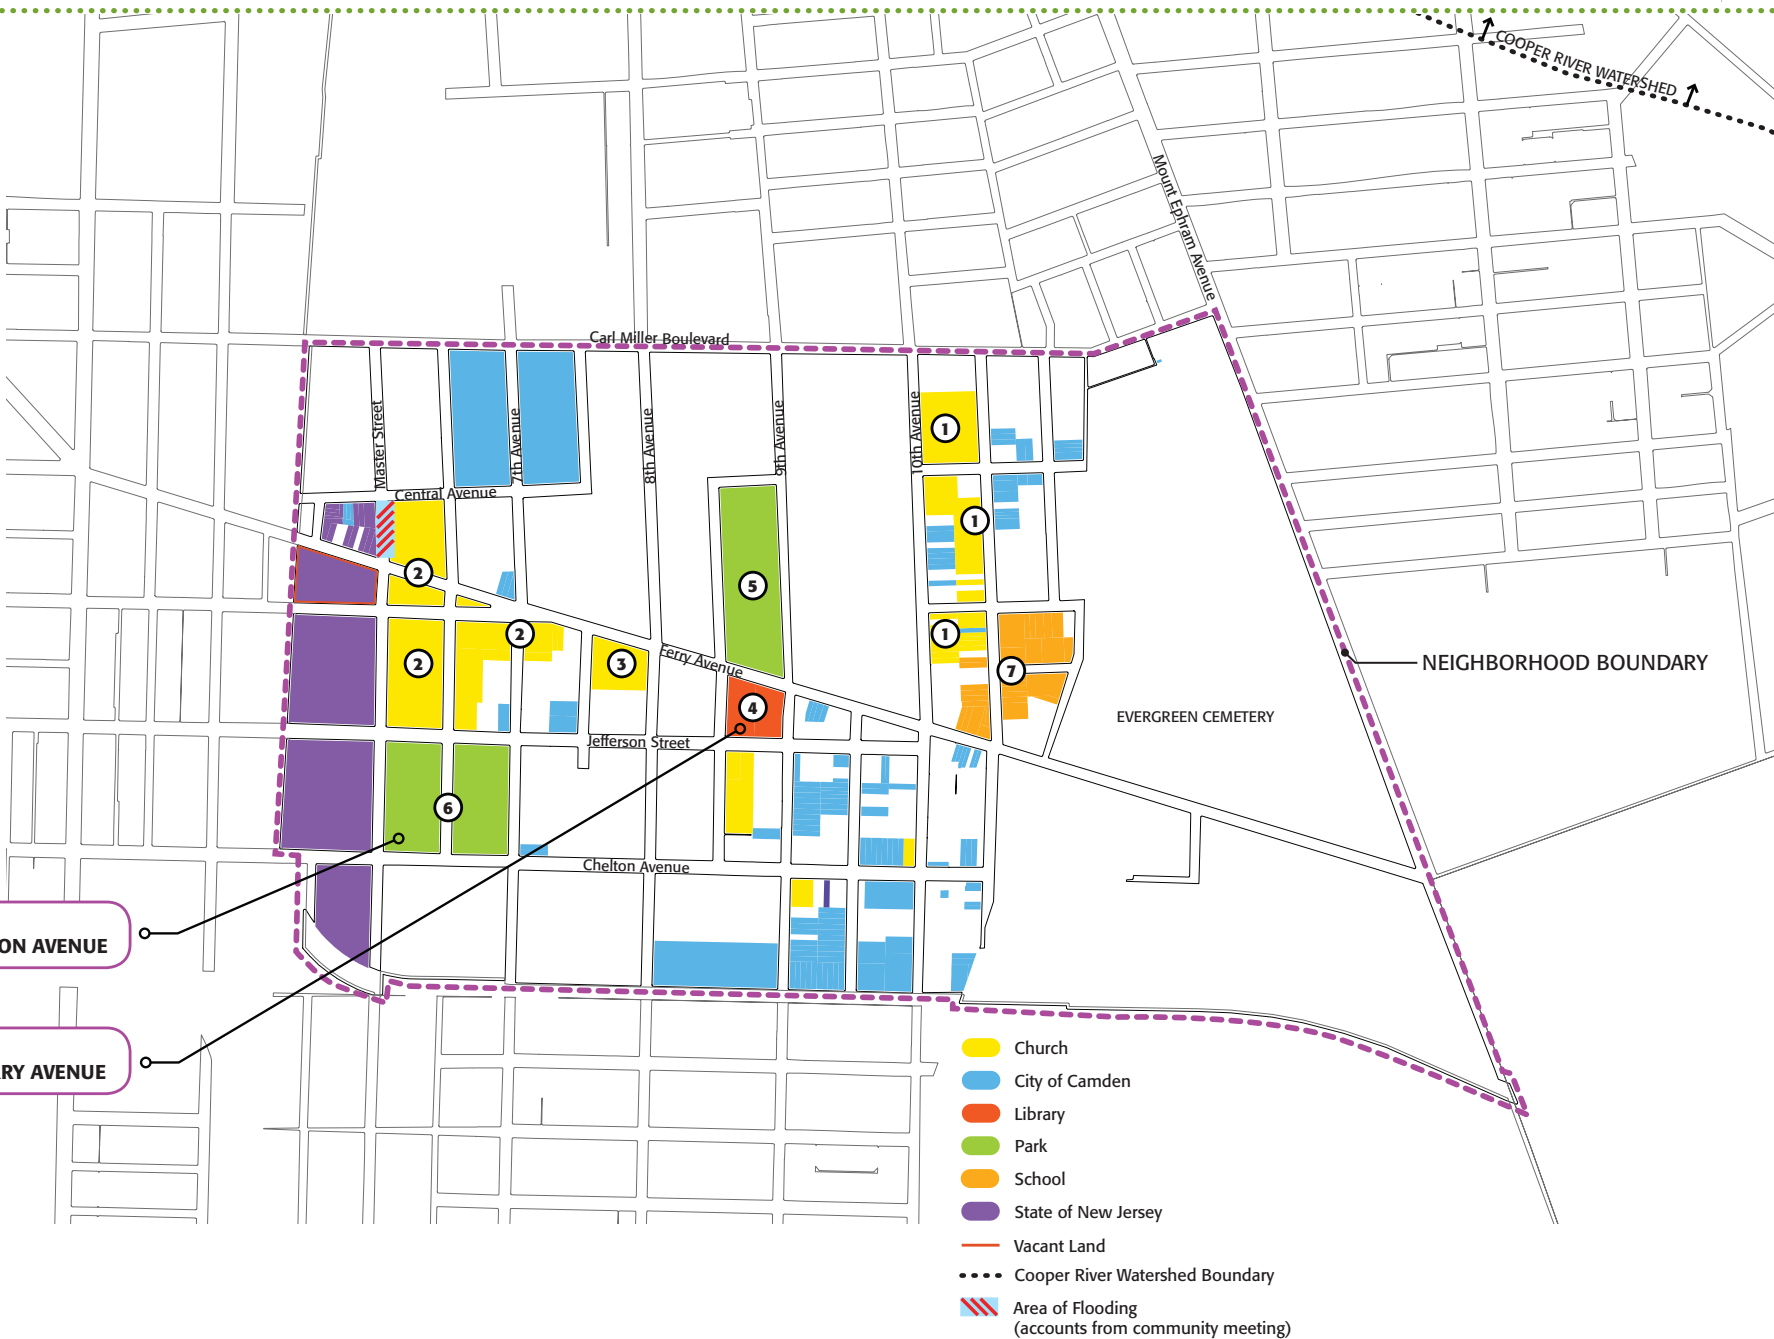 COOPER RIVER WATERSHED
Mount Ephram Avenue
Carl Miller Boulevard
Master Street
7th Avenue
8th Avenue
9th Avenue
10th Avenue
1
Central Avenue
1
2
5
2
1
2
3
Ferry Avenue
7
NEIGHBORHOOD BOUNDARY
4
EVERGREEN CEMETERY
Jefferson Street
6
Chelton Avenue
ON AVENUE
RY AVENUE
Church
City of Camden
Library
Park
School
State of New Jersey
Vacant Land
Cooper River Watershed Boundary
Area of Flooding
(accounts from community meeting)